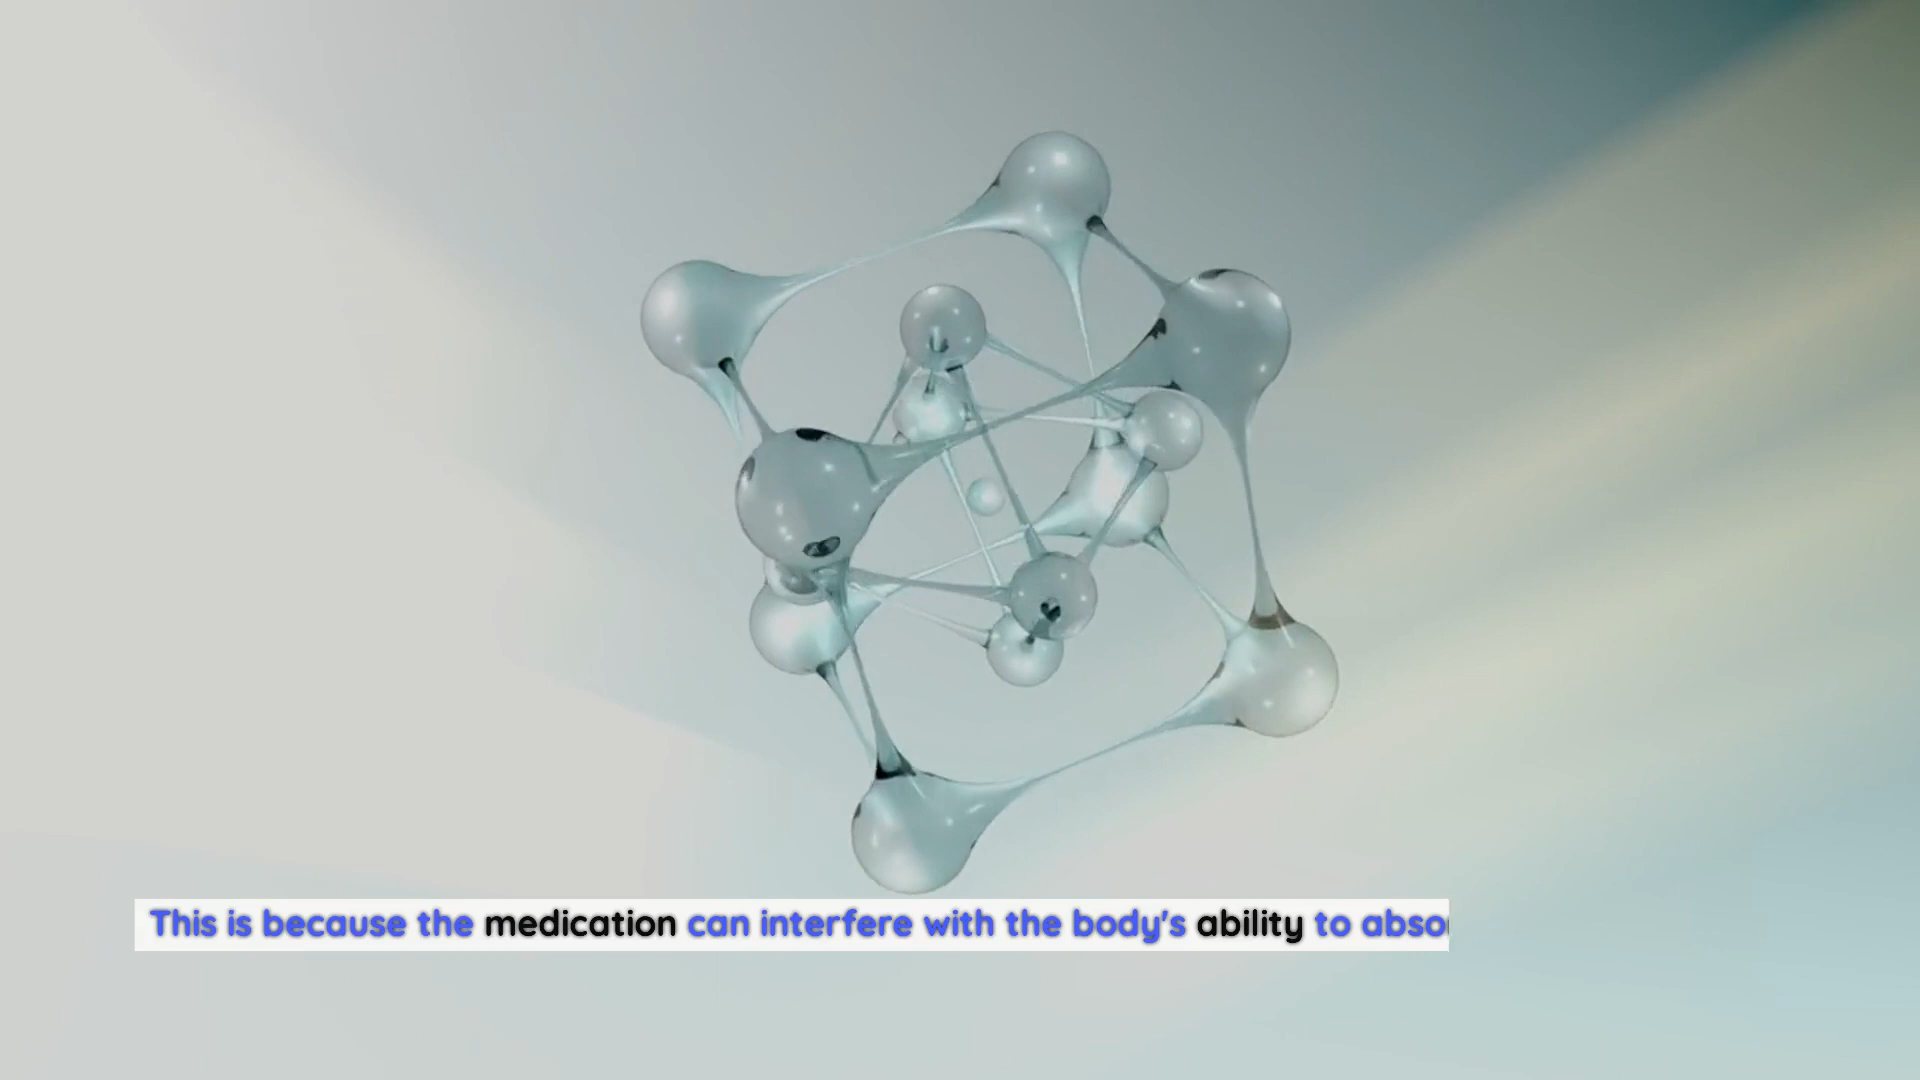 This is because the medication can interfere with the body's ability to abso